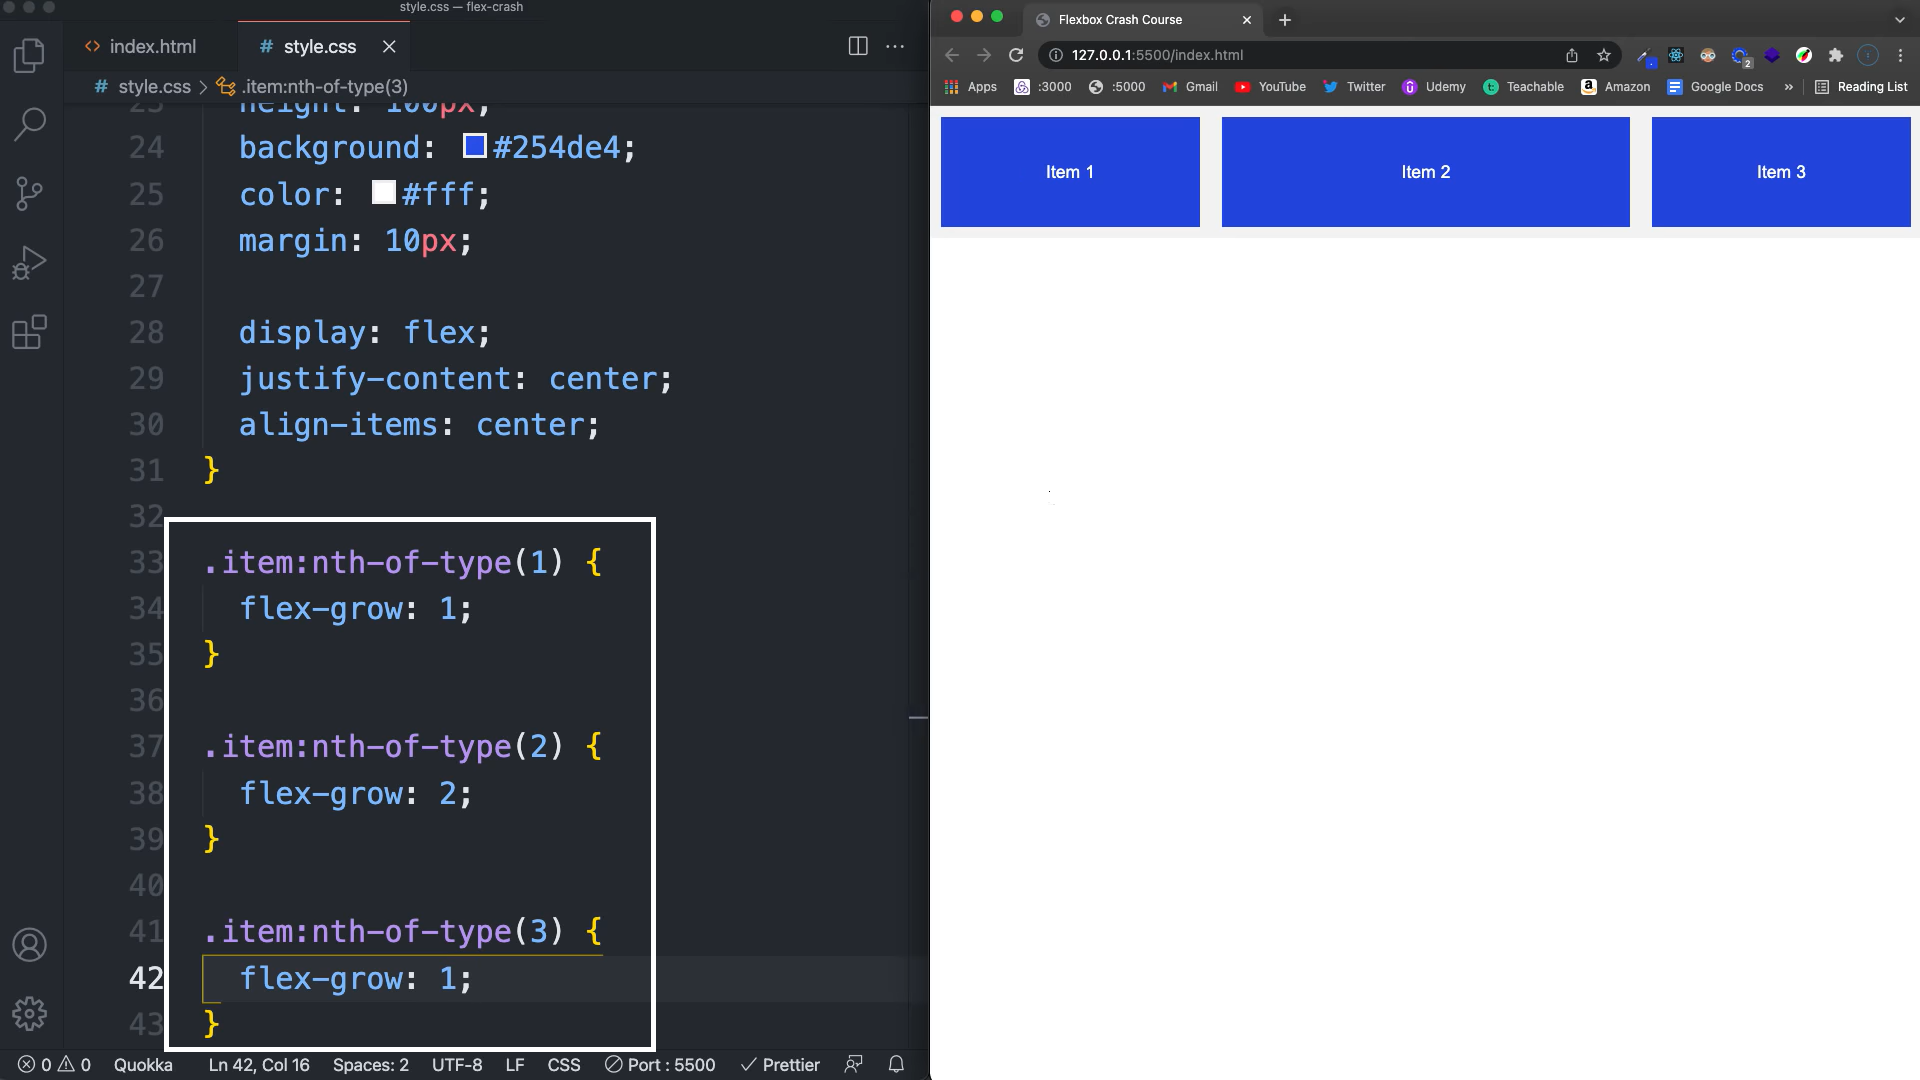 style.css — flex-crash
index.html
# style.css
# style.css > .item:nth-of-type(3)
23 height: 100px;
24 background: #254de4;
25 color: #fff;
26 margin: 10px;
27
28 display: flex;
29 justify-content: center;
30 align-items: center;
31 }
32
33 .item:nth-of-type(1) {
34 flex-grow: 1;
35 }
36
37 .item:nth-of-type(2) {
38 flex-grow: 2;
39 }
40
41 .item:nth-of-type(3) {
42 flex-grow: 1;
43 }
0 0 Quokka Ln 42, Col 16 Spaces: 2 UTF-8 LF CSS Port : 5500 Prettier
Flexbox Crash Course
127.0.0.1:5500/index.html
2
Apps :3000 :5000 Gmail YouTube Twitter Udemy Teachable Amazon Google Docs » Reading List
Item 1
Item 2
Item 3